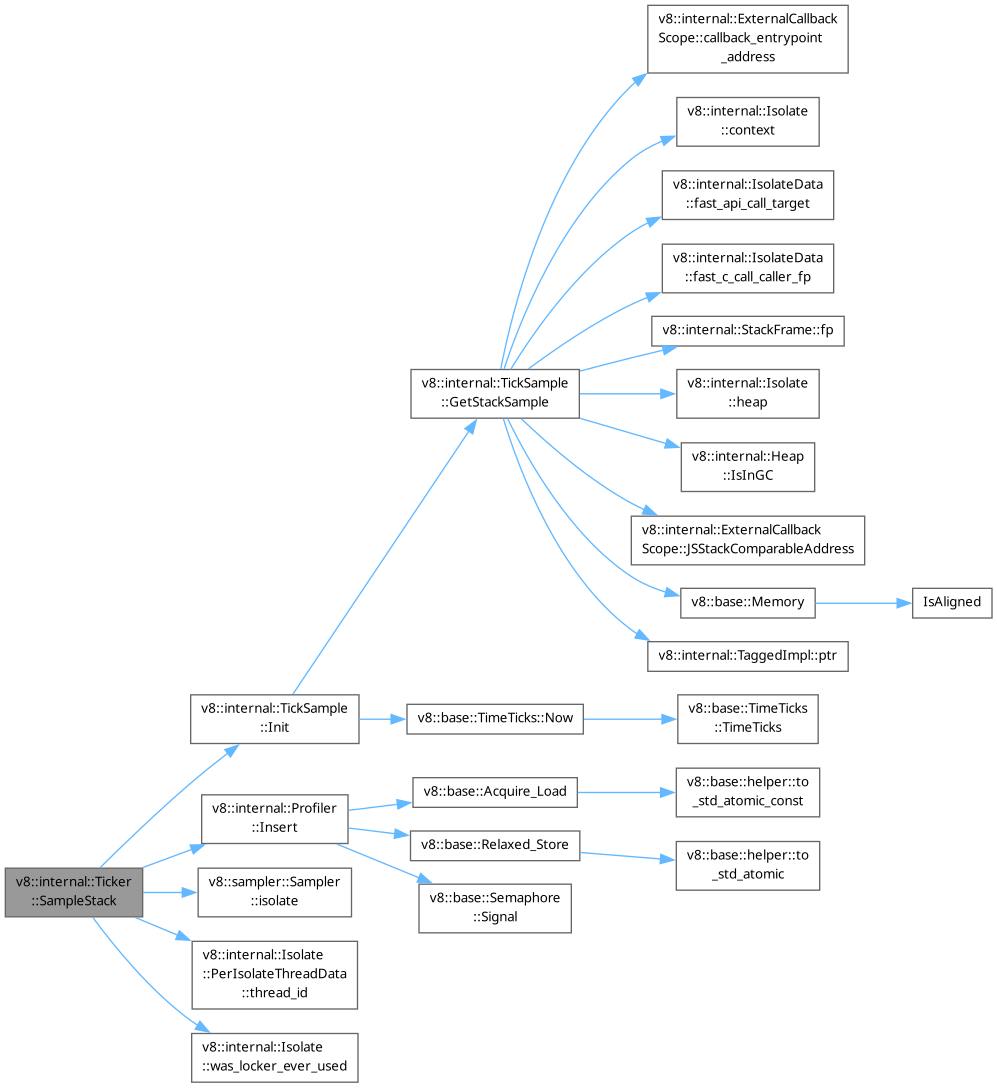 v8::internal::ExternalCallback
Scope::callback_entrypoint
_address
v8::internal::Isolate
::context
v8::internal::IsolateData
::fast_api_call_target
v8::internal::IsolateData
::fast_c_call_caller_fp
v8::internal::StackFrame::fp
v8::internal::TickSample
::GetStackSample
v8::internal::Isolate
::heap
v8::internal::Heap
::IsInGC
v8::internal::ExternalCallback
Scope::JSStackComparableAddress
v8::base::Memory
IsAligned
v8::internal::TaggedImpl::ptr
v8::internal::TickSample
::Init
v8::base::TimeTicks::Now
v8::base::TimeTicks
::TimeTicks
v8::internal::Profiler
::Insert
v8::base::Acquire_Load
v8::base::helper::to
_std_atomic_const
v8::base::Relaxed_Store
v8::base::helper::to
_std_atomic
v8::internal::Ticker
::SampleStack
v8::sampler::Sampler
::isolate
v8::base::Semaphore
::Signal
v8::internal::Isolate
::PerIsolateThreadData
::thread_id
v8::internal::Isolate
::was_locker_ever_used